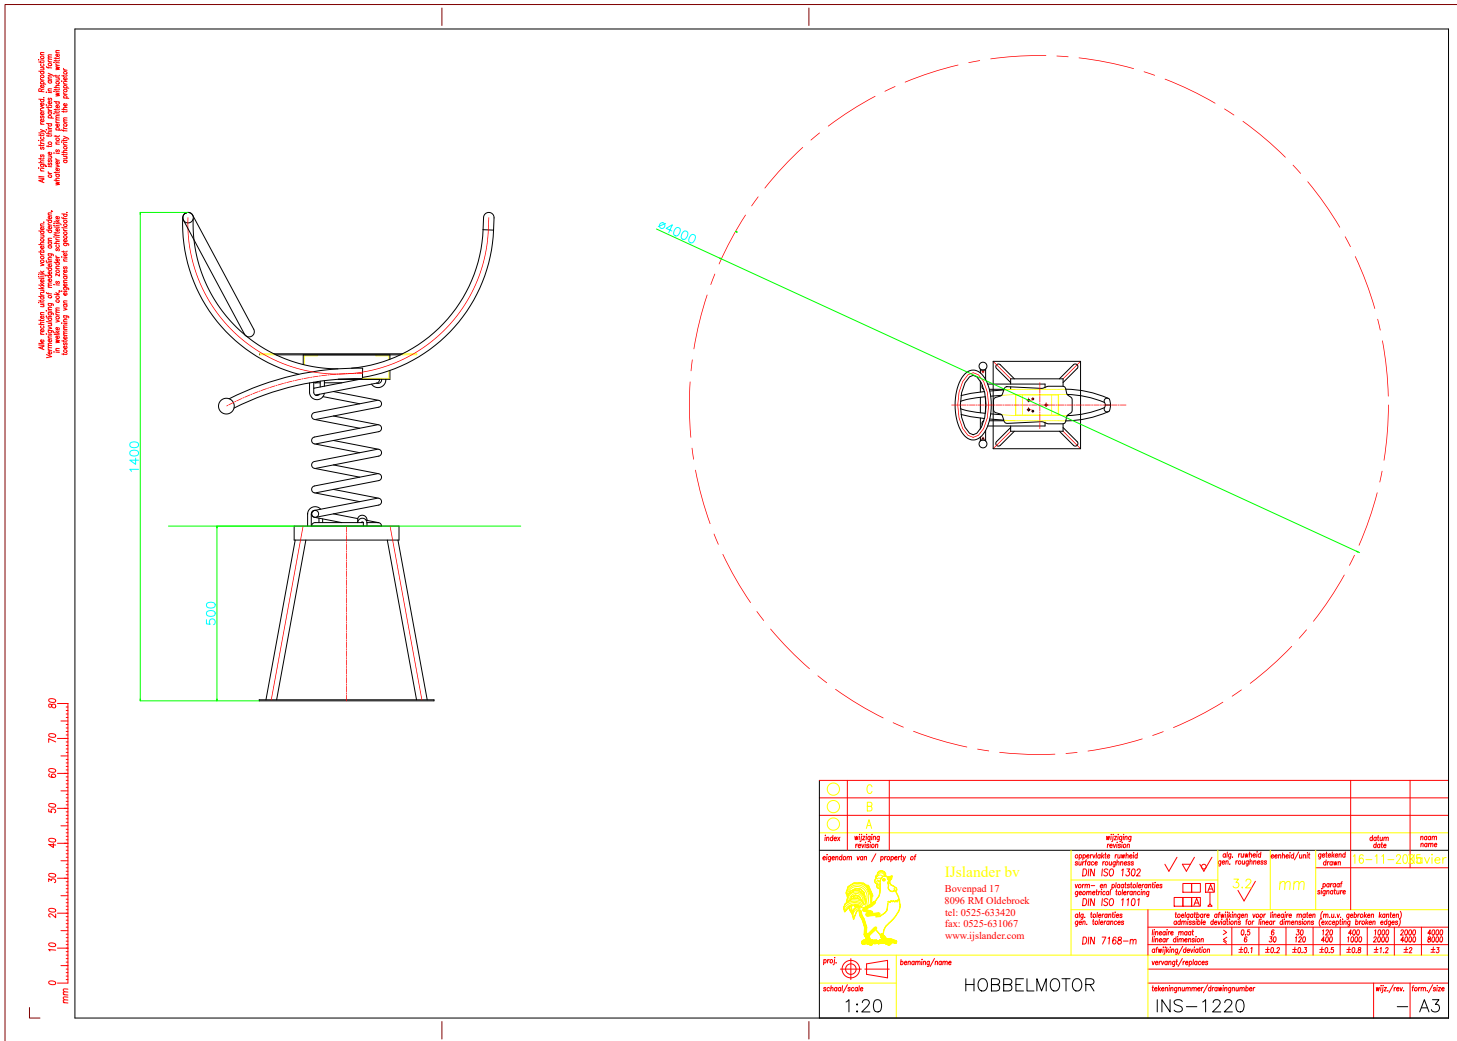 All rights strictly reserved. Reproduction
or issue to third parties in any form
whatever is not permitted without written
authority from the proprietor
Alle rechten uitdrukkelijk voorbehouden.
Vermenigvuldiging of mededeling aan derden,
in welke vorm ook, is zonder schriftelijke
toestemming van eigenares niet geoorloofd.
ø4000
1400
500
80
70
60
50
40
30
20
10
0
mm
C
B
A
index
wijziging
revision
wijziging
revision
datum
date
naam
name
eigendom van / property of
IJslander bv
Bovenpad 17
8096 RM Oldebroek
tel: 0525-633420
fax: 0525-631067
www.ijslander.com
oppervlakte ruwheid
surface roughness
DIN ISO 1302
alg. ruwheid
gen. roughness
3.2
eenheid/unit
mm
getekend
drawn
16-11-2005
paraaf
signature
vorm- en plaatstoleranties
geometrical tolerancing
DIN ISO 1101
A
A
alg. toleranties
gen. tolerances
DIN 7168-m
toelaatbare afwijkingen voor lineaire maten (m.u.v. gebroken kanten)
admissible deviations for linear dimensions (excepting broken edges)
lineaire maat > 0,5 6 30 120 400 1000 2000 4000
linear dimension ≤ 6 30 120 400 1000 2000 4000 8000
afwijking/deviation ±0.1 ±0.2 ±0.3 ±0.5 ±0.8 ±1.2 ±2 ±3
proj.
benaming/name
HOBBELMOTOR
vervangt/replaces
schaal/scale
1:20
tekeningnummer/drawingnumber
INS-1220
wijz./rev.
-
form./size
A3